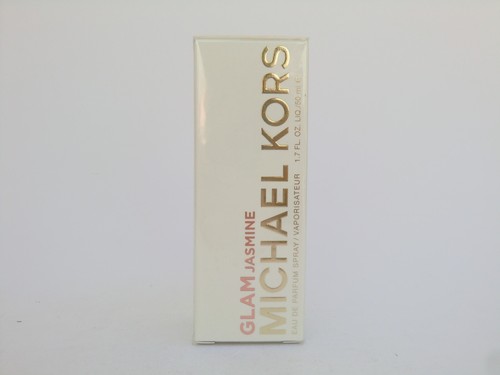 GLAM JASMINE
MICHAEL KORS
EAU DE PARFUM SPRAY / VAPORISATEUR 1.7 FL. OZ. LIQ./50 ml ℮